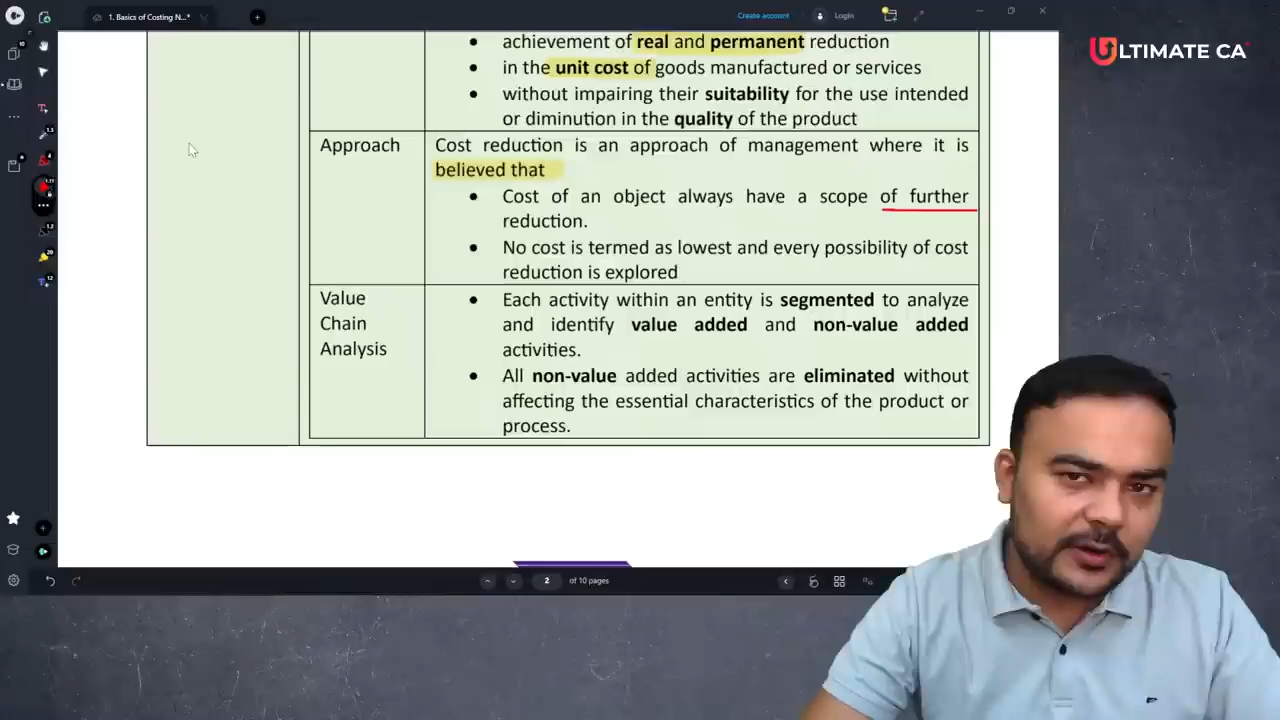 1. Basics of Costing N...*
Create account
Login
ULTIMATE CA
achievement of real and permanent reduction
in the unit cost of goods manufactured or services
without impairing their suitability for the use intended
or diminution in the quality of the product
Approach
Cost reduction is an approach of management where it is
believed that
Cost of an object always have a scope of further
reduction.
No cost is termed as lowest and every possibility of cost
reduction is explored
Value
Chain
Analysis
Each activity within an entity is segmented to analyze
and identify value added and non-value added
activities.
All non-value added activities are eliminated without
affecting the essential characteristics of the product or
process.
2 of 10 pages